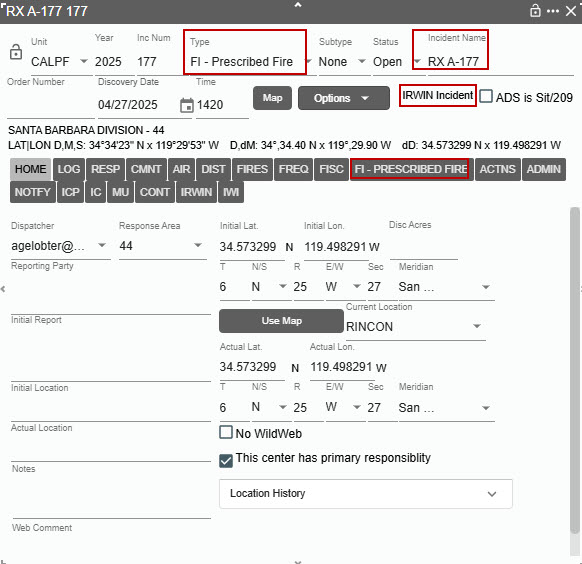 RX A-177 177
Unit Year Inc Num Type Subtype Status Incident Name
CALPF 2025 177 FI - Prescribed Fire None Open RX A-177
Order Number Discovery Date Time
04/27/2025 1420 Map Options IRWIN Incident ADS is Sit/209
SANTA BARBARA DIVISION - 44
LAT|LON D,M,S: 34°34'23" N x 119°29'53" W D,dM: 34°,34.40 N x 119°,29.90 W dD: 34.573299 N x 119.498291 W
HOME LOG RESP CMNT AIR DIST FIRES FREQ FISC FI - PRESCRIBED FIRE ACTNS ADMIN
NOTFY ICP IC MU CONT IRWIN IWI
Dispatcher Response Area Initial Lat. Initial Lon. Disc Acres
agelobter@... 44 34.573299 N 119.498291 W
Reporting Party T N/S R E/W Sec Meridian
6 N 25 W 27 San ...
Current Location
Initial Report Use Map RINCON
Actual Lat. Actual Lon.
34.573299 N 119.498291 W
Initial Location T N/S R E/W Sec Meridian
6 N 25 W 27 San ...
Actual Location No WildWeb
This center has primary responsiblity
Notes
Location History
Web Comment